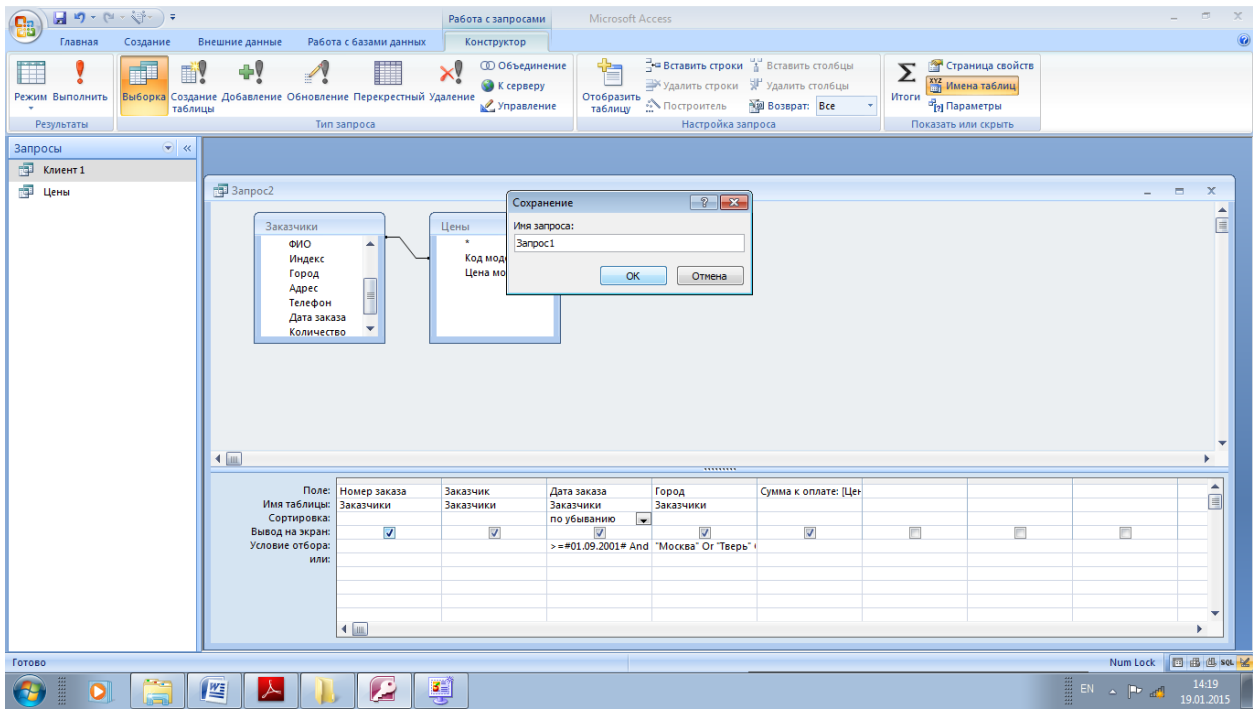 Работа с запросами
Microsoft Access
Главная Создание Внешние данные Работа с базами данных Конструктор
Режим Выполнить
Результаты
Выборка Создание таблицы Добавление Обновление Перекрестный Удаление
Объединение
К серверу
Управление
Тип запроса
Отобразить таблицу
Вставить строки
Удалить строки
Построитель
Вставить столбцы
Удалить столбцы
Возврат: Все
Настройка запроса
Итоги
Страница свойств
Имена таблиц
Параметры
Показать или скрыть
Запросы
Клиент 1
Цены
Запрос2
Заказчики
ФИО
Индекс
Город
Адрес
Телефон
Дата заказа
Количество
Цены
*
Код мод
Цена мо
Сохранение
Имя запроса:
Запрос1
ОК Отмена
Поле: Номер заказа Заказчик Дата заказа Город Сумма к оплате: [Цен
Имя таблицы: Заказчики Заказчики Заказчики Заказчики
Сортировка: по убыванию
Вывод на экран:
Условие отбора: >=#01.09.2001# And "Москва" Or "Тверь"
или:
Готово
Num Lock
SQL
EN
14:19
19.01.2015